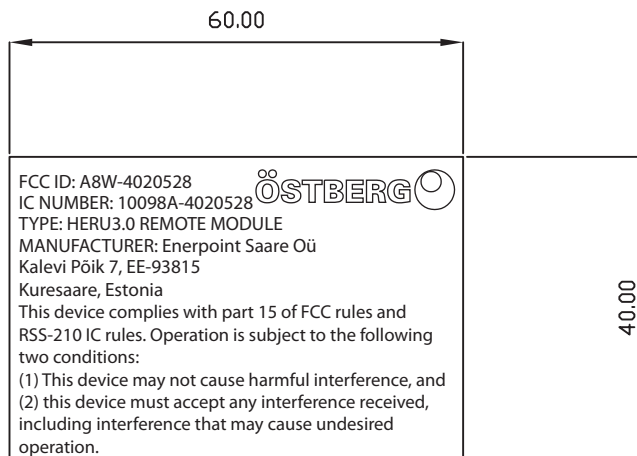 60.00
FCC ID: A8W-4020528
ÖSTBERG
IC NUMBER: 10098A-4020528
TYPE: HERU3.0 REMOTE MODULE
MANUFACTURER: Enerpoint Saare Oü
Kalevi Põik 7, EE-93815
Kuresaare, Estonia
This device complies with part 15 of FCC rules and
RSS-210 IC rules. Operation is subject to the following
two conditions:
(1) This device may not cause harmful interference, and
(2) this device must accept any interference received,
including interference that may cause undesired
operation.
40.00